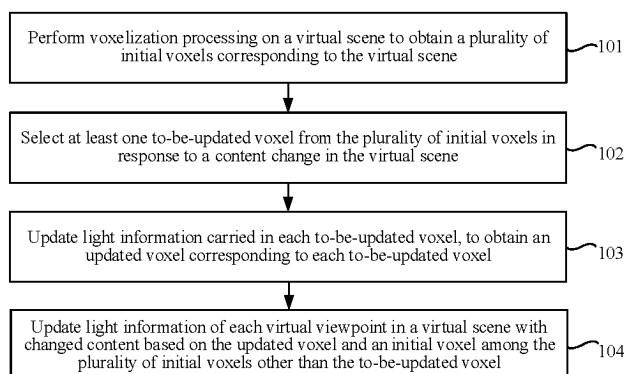 Perform voxelization processing on a virtual scene to obtain a plurality of
initial voxels corresponding to the virtual scene
101
Select at least one to-be-updated voxel from the plurality of initial voxels in
response to a content change in the virtual scene
102
Update light information carried in each to-be-updated voxel, to obtain an
updated voxel corresponding to each to-be-updated voxel
103
Update light information of each virtual viewpoint in a virtual scene with
changed content based on the updated voxel and an initial voxel among the
plurality of initial voxels other than the to-be-updated voxel
104